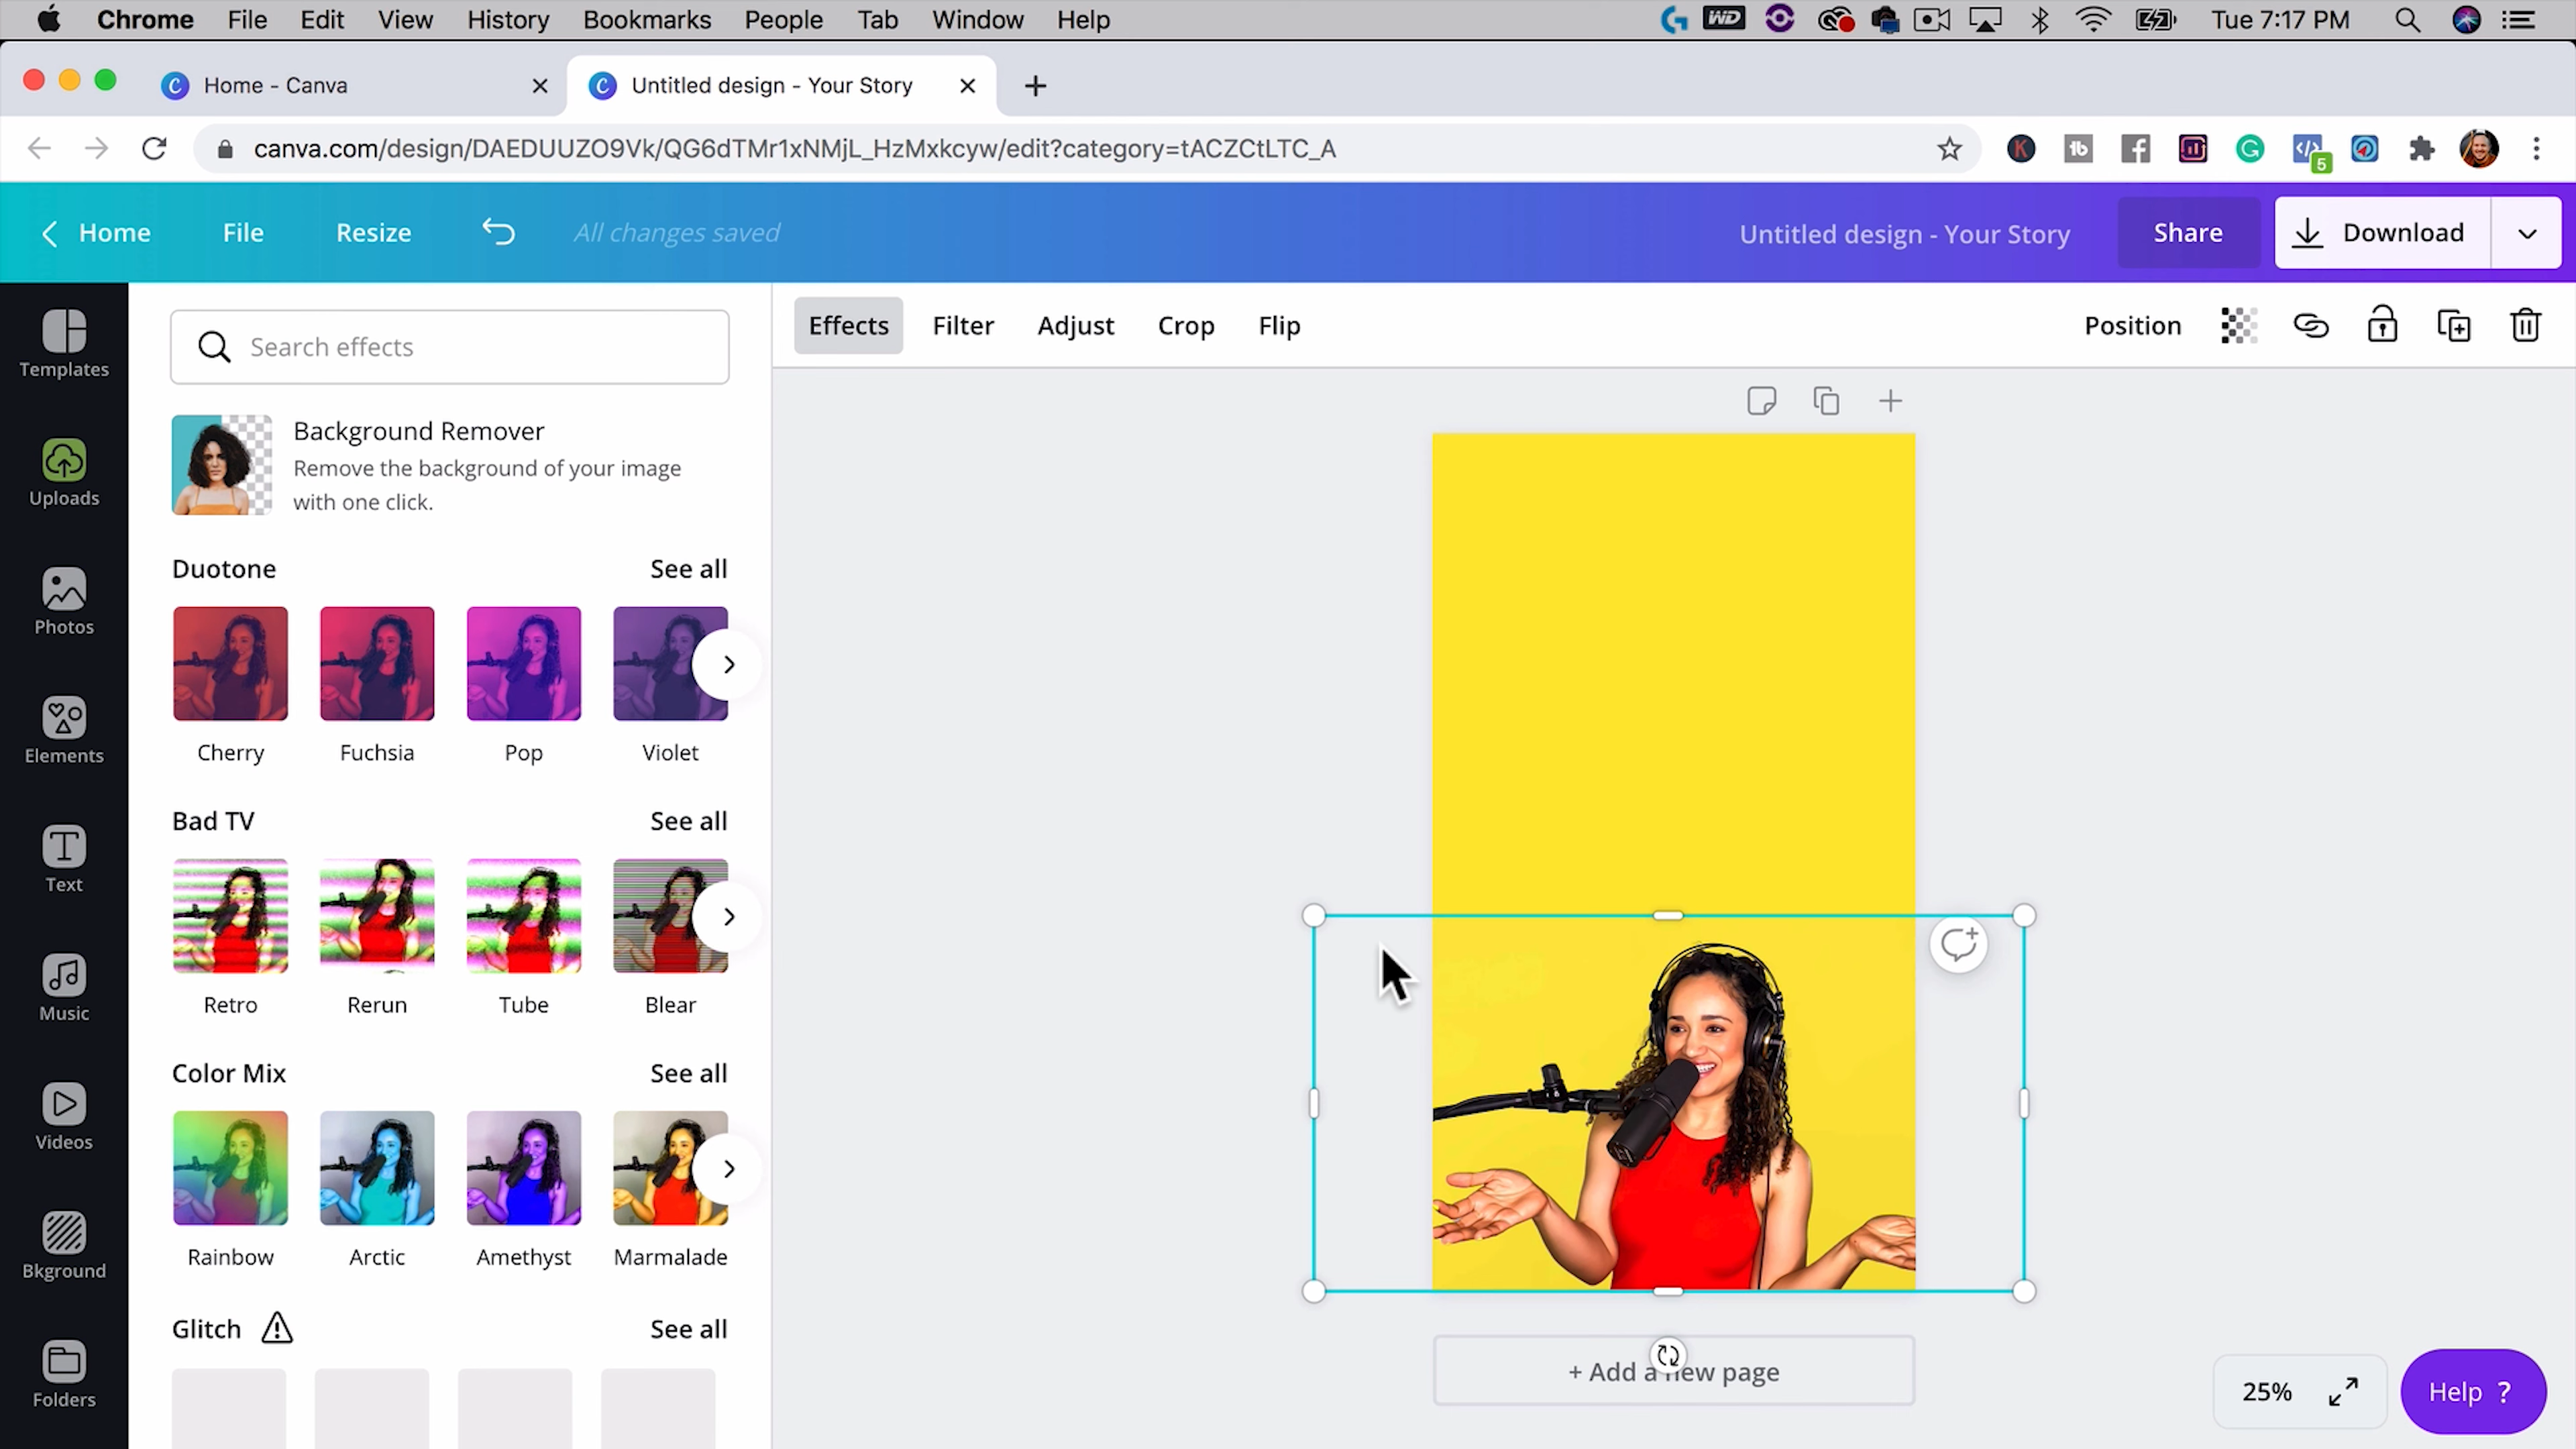 Chrome File Edit View History Bookmarks People Tab Window Help WD Tue 7:17 PM
Home - Canva Untitled design - Your Story
canva.com/design/DAEDUUZO9Vk/QG6dTMr1xNMjL_HzMxkcyw/edit?category=tACZCtLTC_A
5
Home File Resize All changes saved Untitled design - Your Story Share Download
Templates
Uploads
Photos
Elements
Text
Music
Videos
Bkground
Folders
Search effects
Background Remover
Remove the background of your image
with one click.
Duotone See all
Cherry Fuchsia Pop Violet
Bad TV See all
Retro Rerun Tube Blear
Color Mix See all
Rainbow Arctic Amethyst Marmalade
Glitch See all
Effects Filter Adjust Crop Flip Position
+ Add a new page
25% Help ?